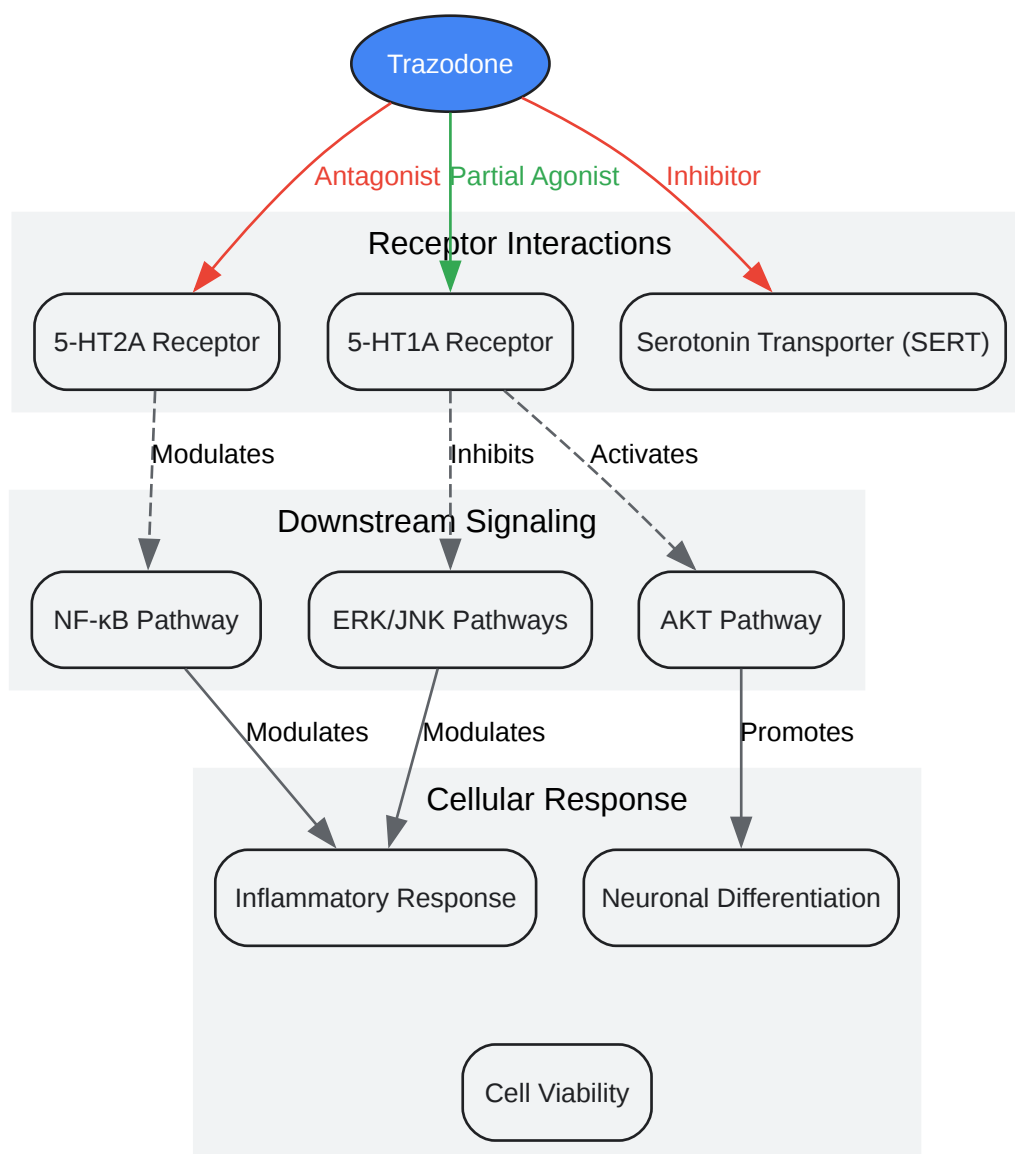 Trazodone
Antagonist
Partial Agonist
Inhibitor
Receptor Interactions
5-HT2A Receptor
5-HT1A Receptor
Serotonin Transporter (SERT)
Modulates
Inhibits
Activates
Downstream Signaling
NF-κB Pathway
ERK/JNK Pathways
AKT Pathway
Modulates
Modulates
Promotes
Cellular Response
Inflammatory Response
Neuronal Differentiation
Cell Viability